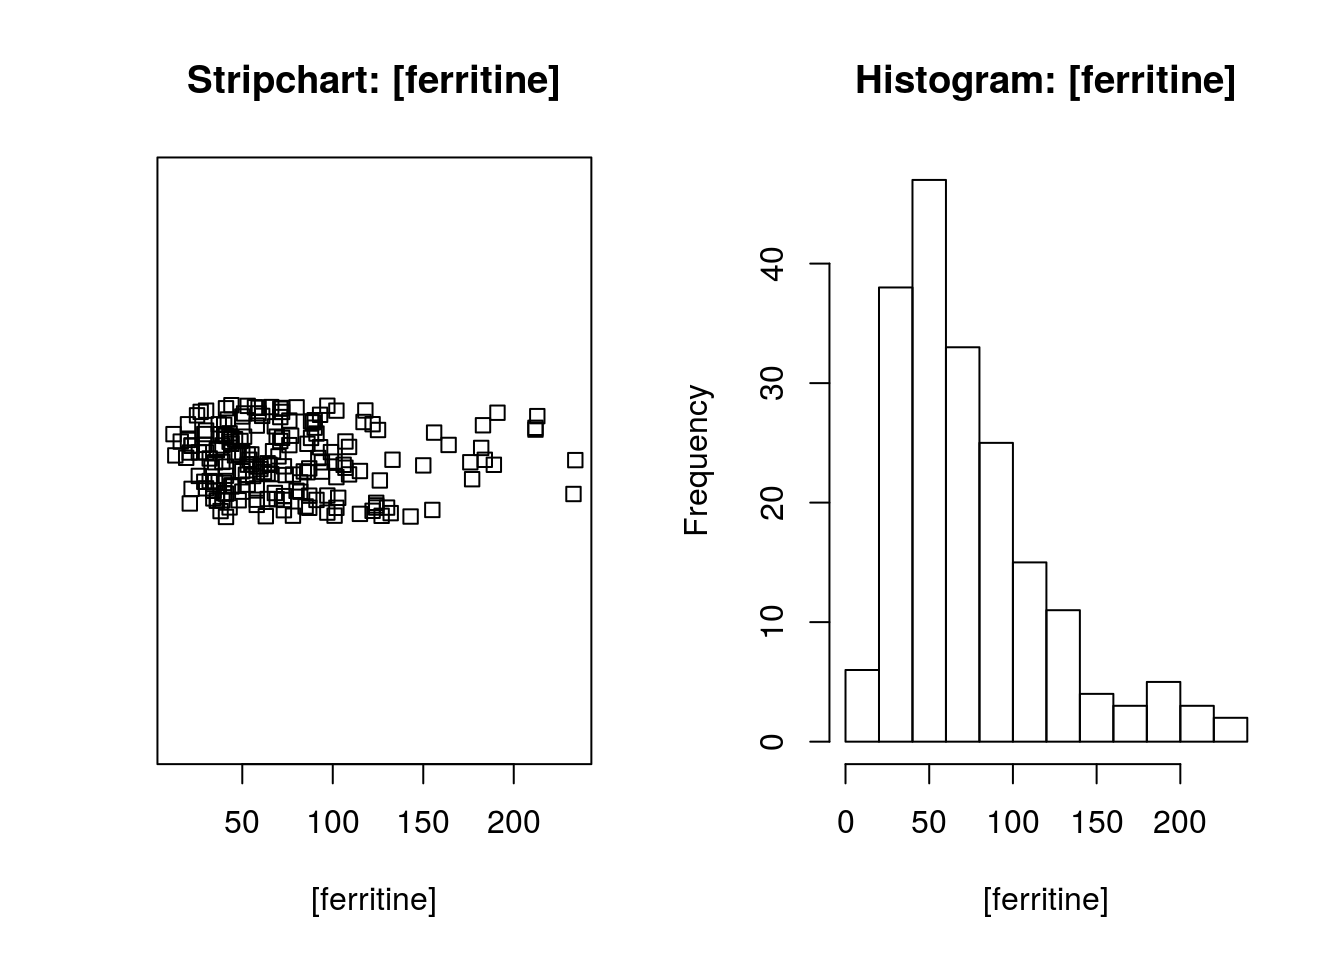 Stripchart: [ferritine]
50 100 150 200
[ferritine]
Histogram: [ferritine]
Frequency
0 10 20 30 40
0 50 100 150 200
[ferritine]